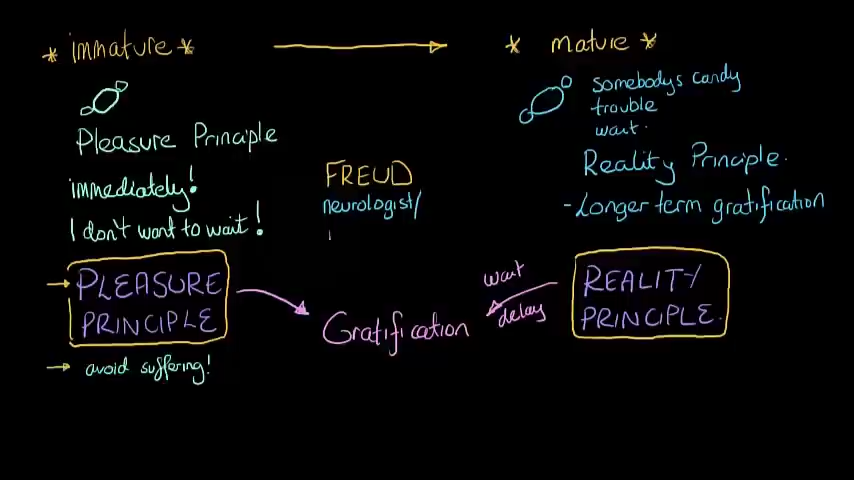 * immature *
Pleasure Principle
immediately!
I don't want to wait!
PLEASURE
PRINCIPLE
avoid suffering!
FREUD
neurologist/
Gratification
wait
delay
* mature *
somebodys candy
trouble
wait.
Reality Principle.
-Longer term gratification
REALITY
PRINCIPLE.